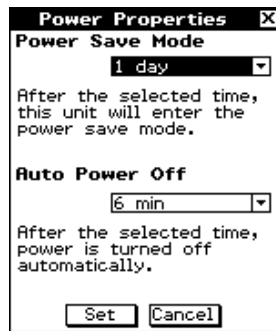 Power Properties X
Power Save Mode
1 day
After the selected time,
this unit will enter the
power save mode.
Auto Power Off
6 min
After the selected time,
power is turned off
automatically.
Set Cancel